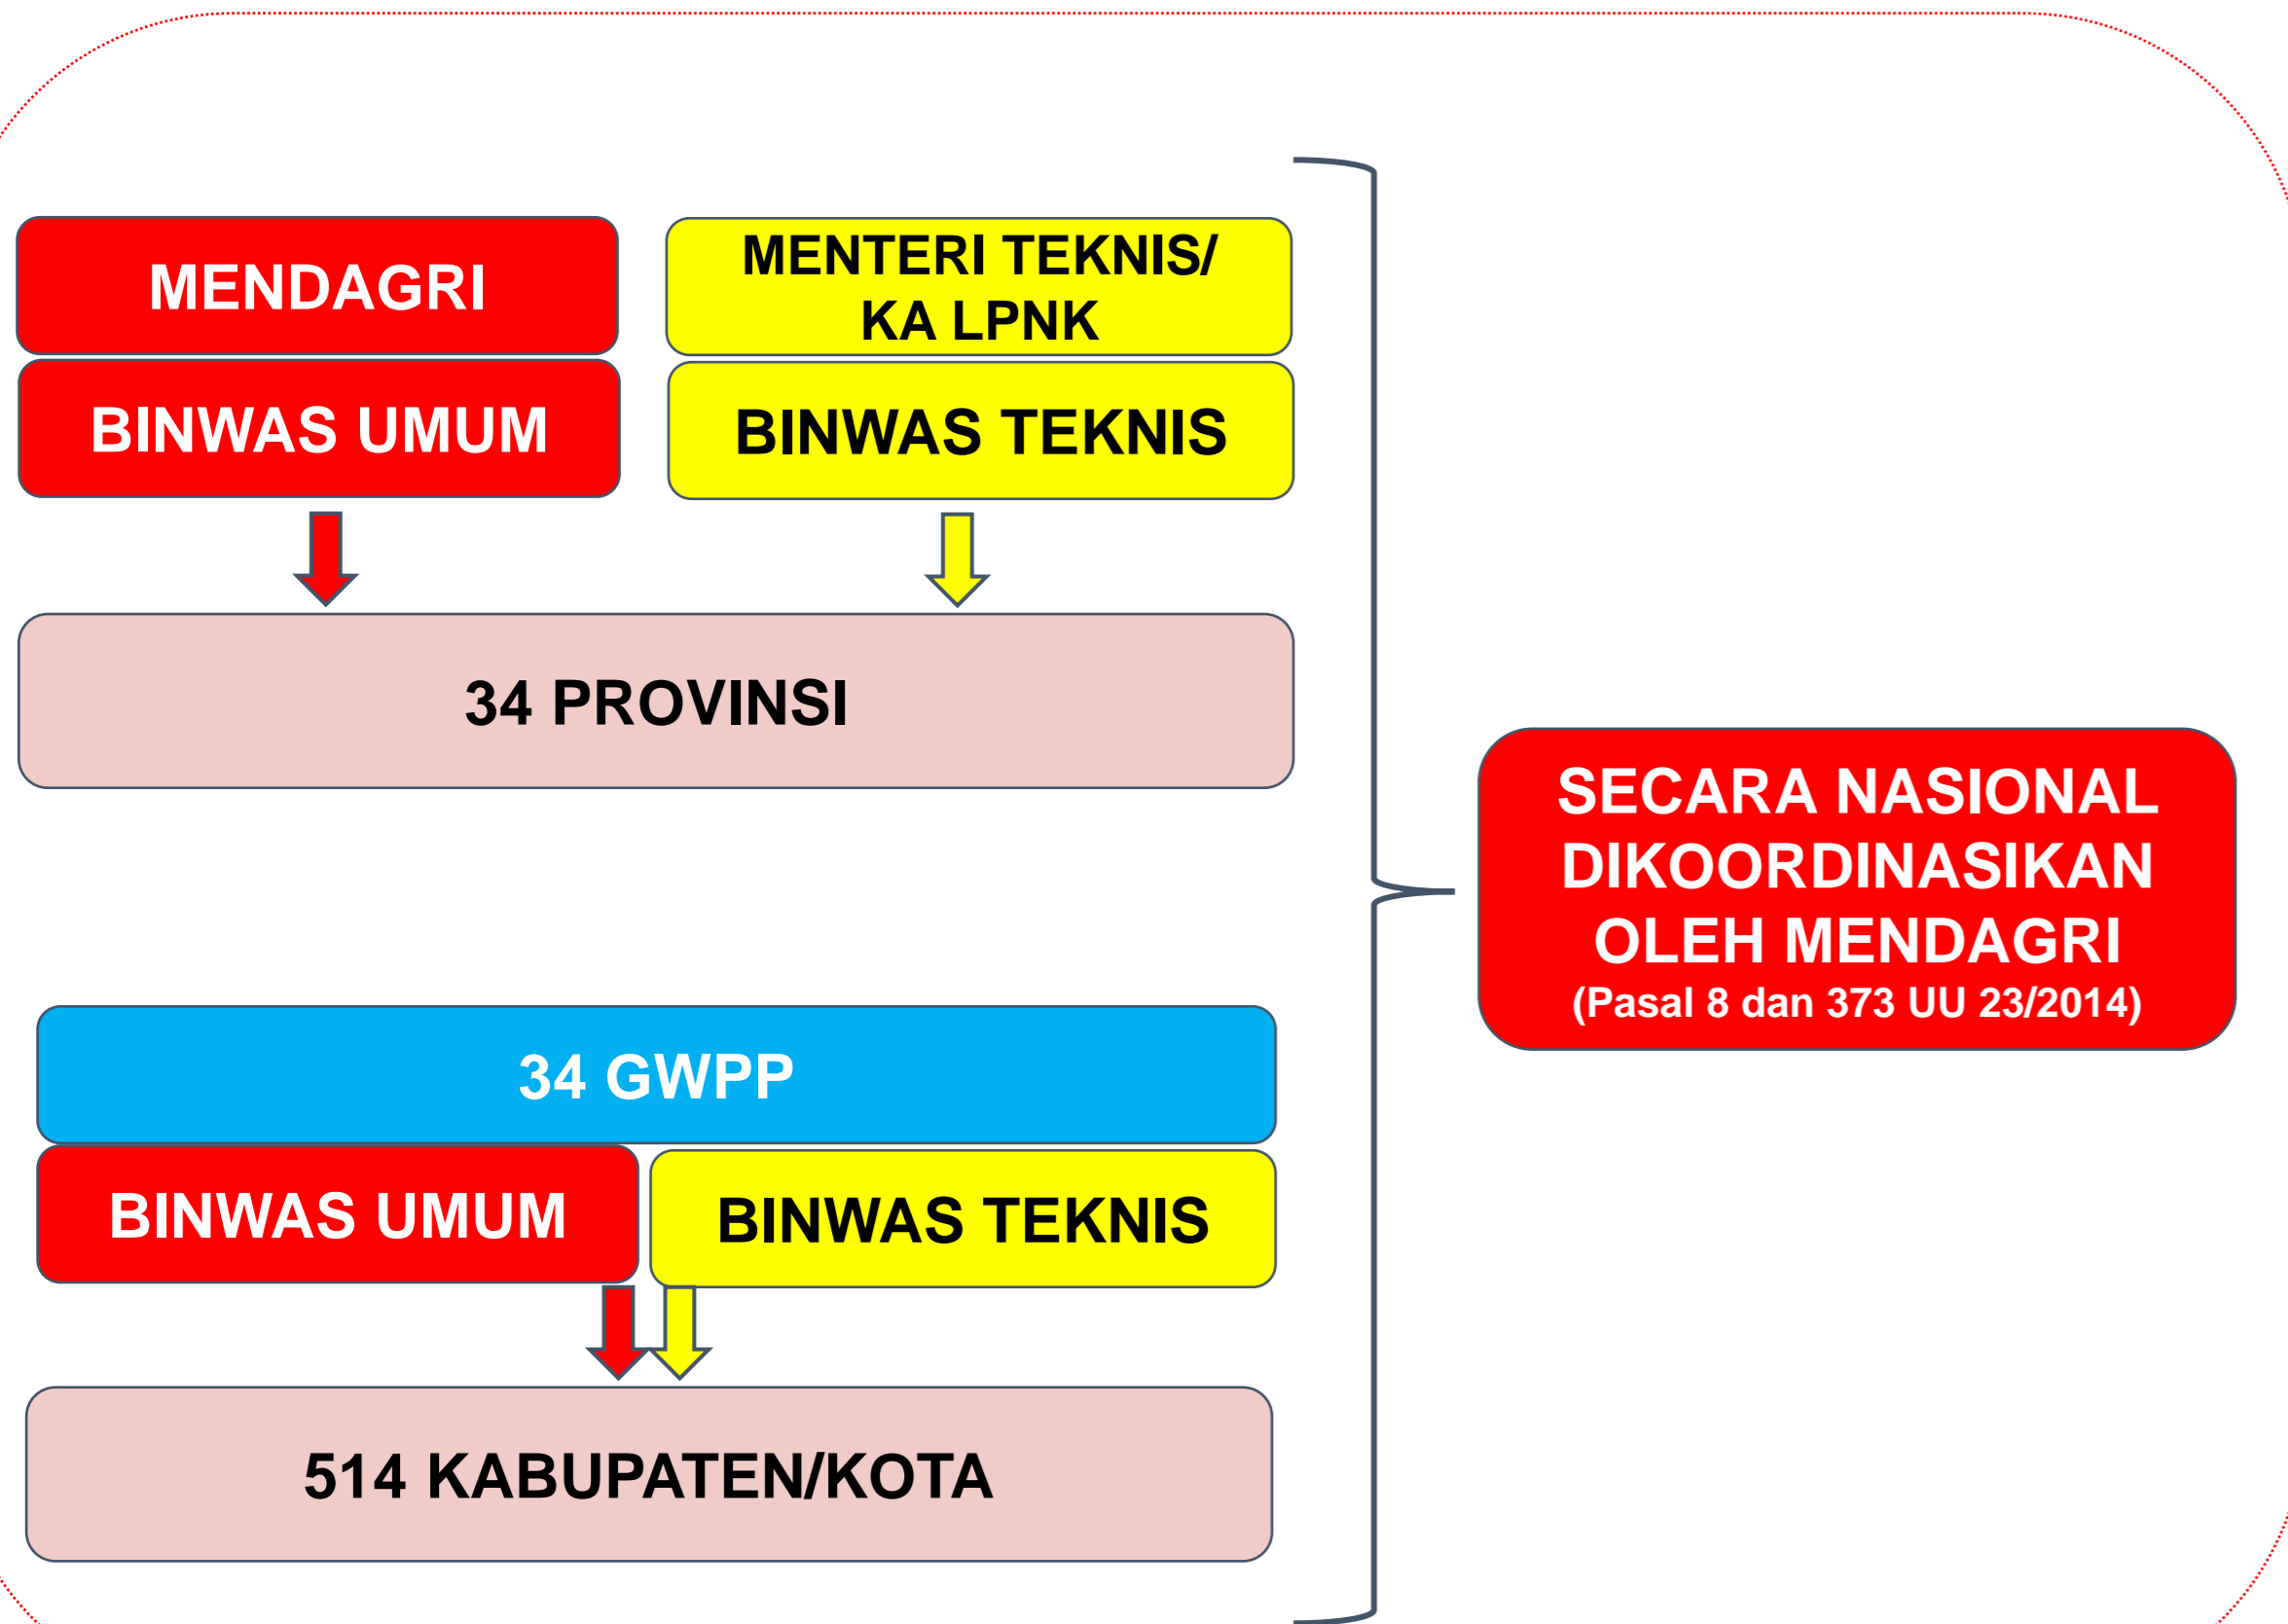 MENDAGRI
MENTERI TEKNIS/
KA LPNK
BINWAS UMUM
BINWAS TEKNIS
34 PROVINSI
34 GWPP
BINWAS UMUM
BINWAS TEKNIS
514 KABUPATEN/KOTA
SECARA NASIONAL
DIKOORDINASIKAN
OLEH MENDAGRI
(Pasal 8 dan 373 UU 23/2014)